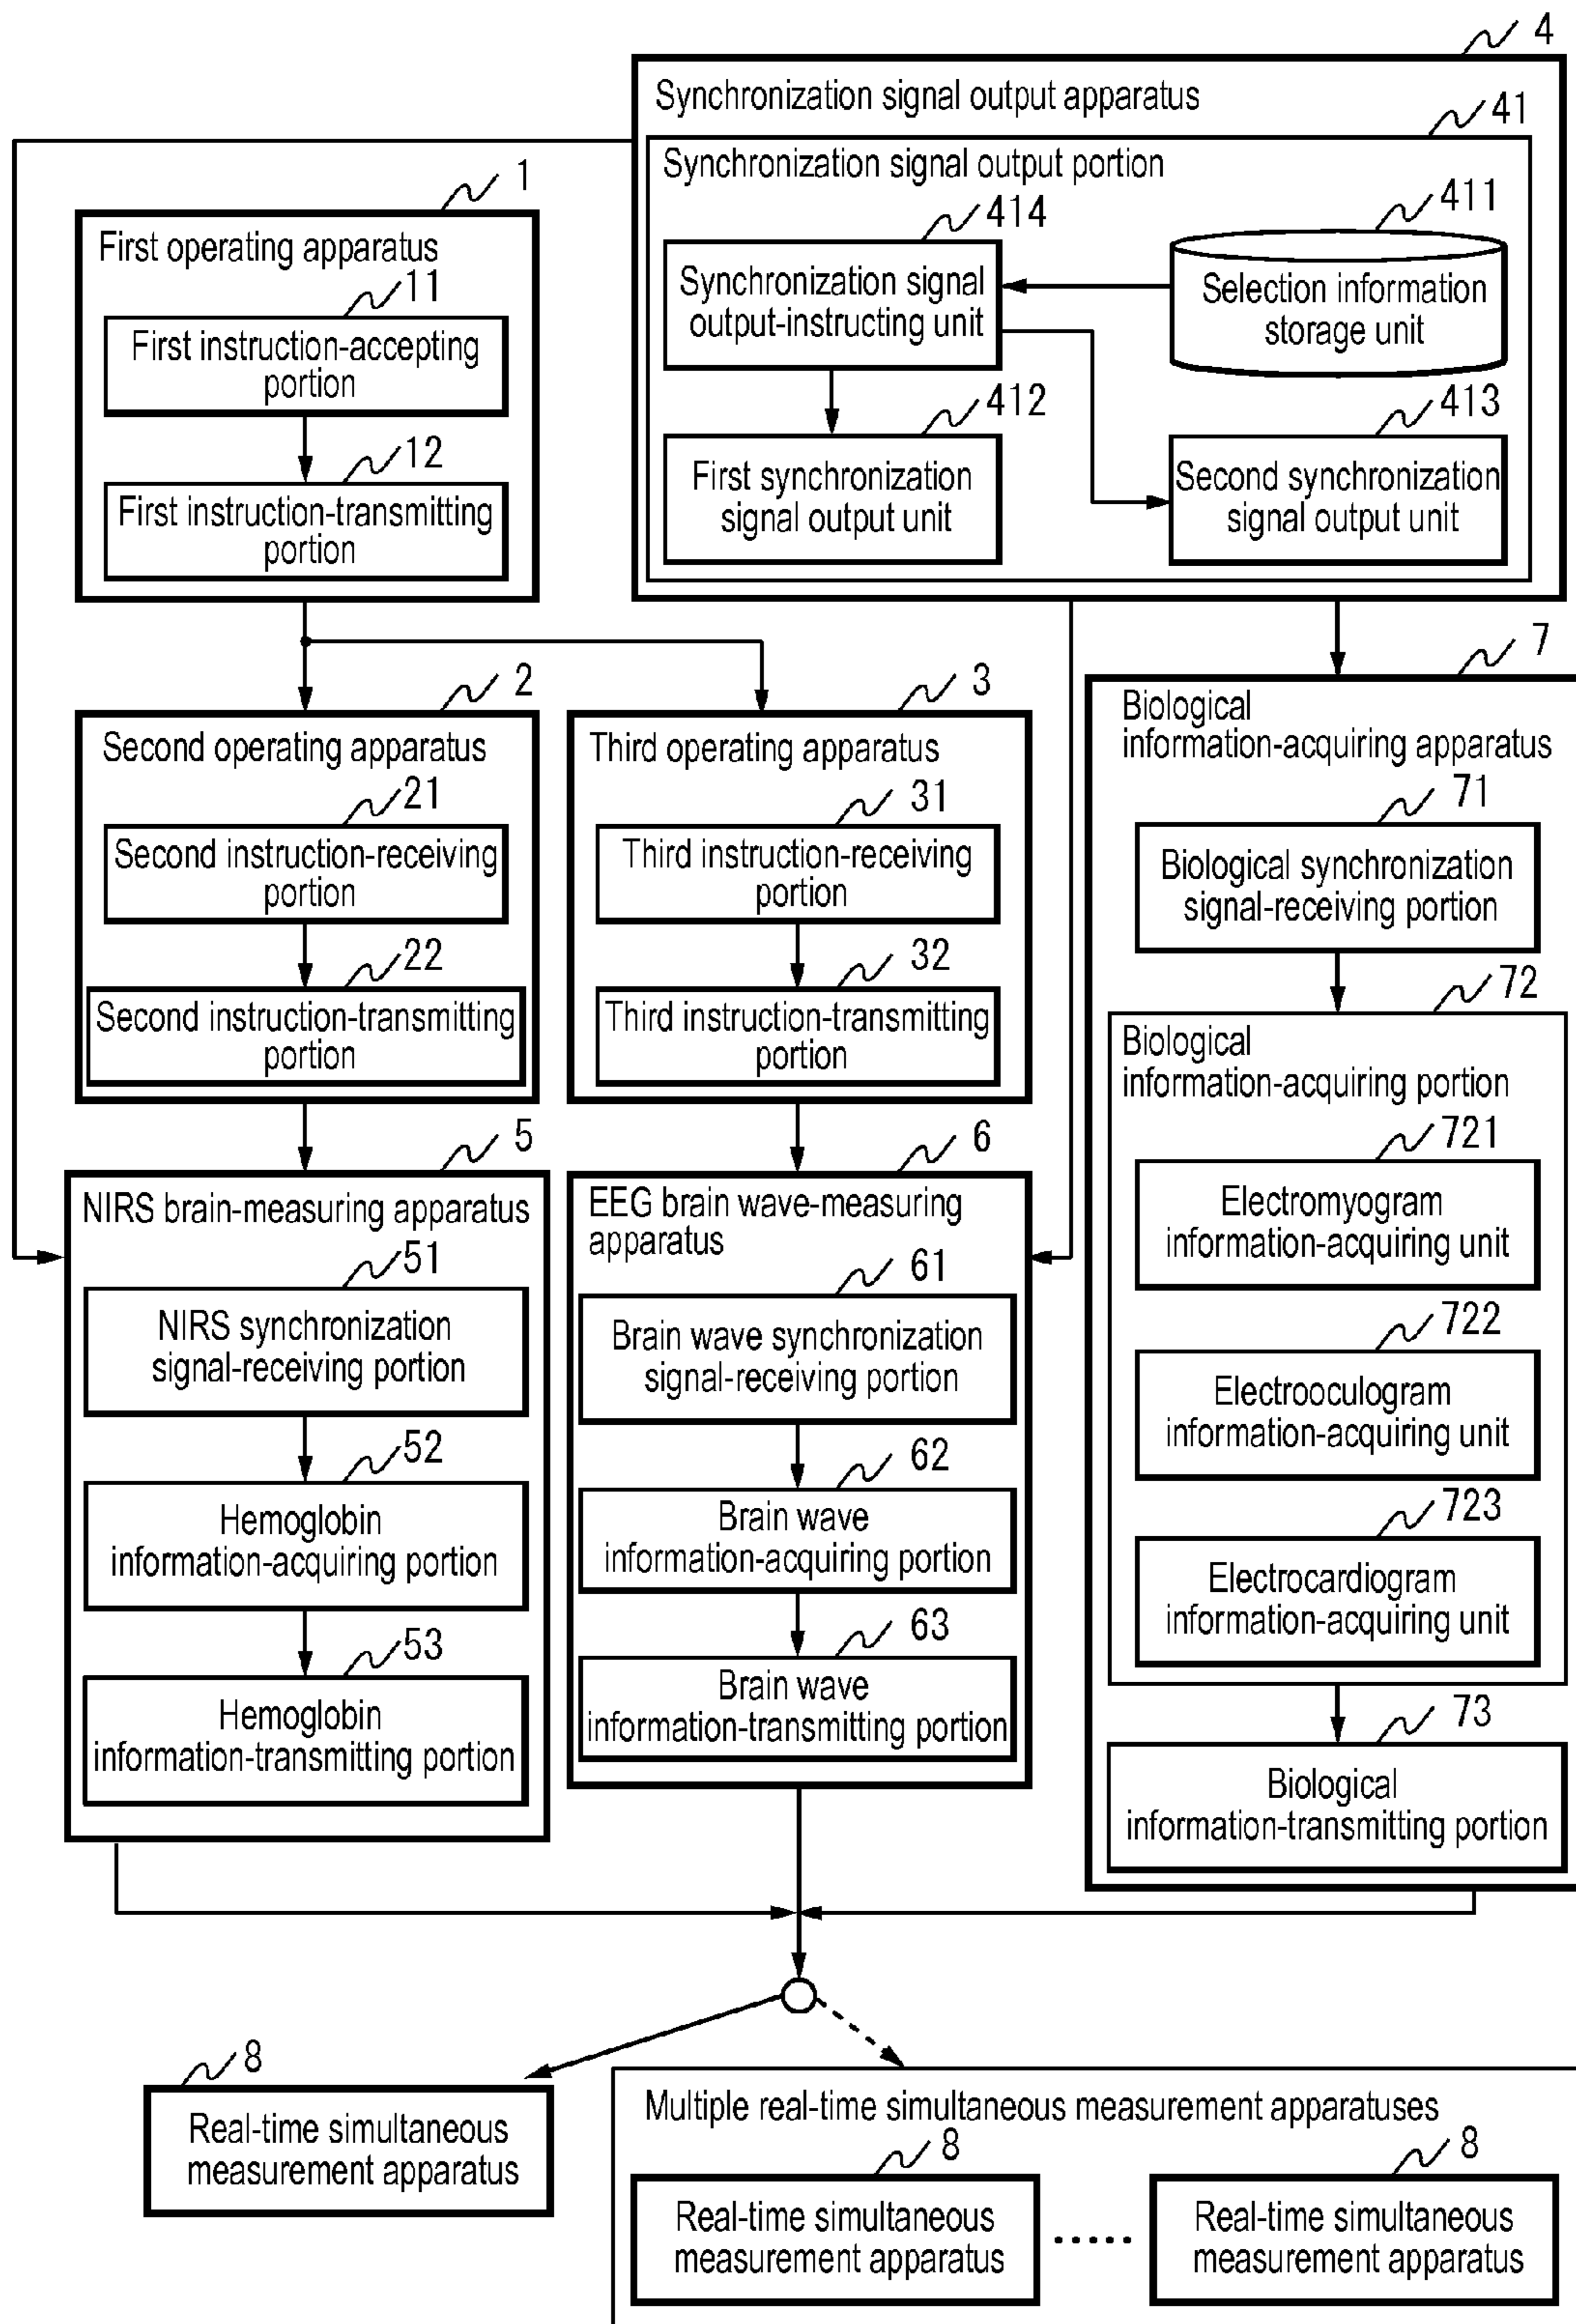 4
Synchronization signal output apparatus
41
Synchronization signal output portion
414
Synchronization signal
output-instructing unit
411
Selection information
storage unit
412
First synchronization
signal output unit
413
Second synchronization
signal output unit
1
First operating apparatus
11
First instruction-accepting
portion
12
First instruction-transmitting
portion
2
Second operating apparatus
21
Second instruction-receiving
portion
22
Second instruction-transmitting
portion
3
Third operating apparatus
31
Third instruction-receiving
portion
32
Third instruction-transmitting
portion
7
Biological
information-acquiring apparatus
71
Biological synchronization
signal-receiving portion
72
Biological
information-acquiring portion
721
Electromyogram
information-acquiring unit
722
Electrooculogram
information-acquiring unit
723
Electrocardiogram
information-acquiring unit
73
Biological
information-transmitting portion
5
NIRS brain-measuring apparatus
51
NIRS synchronization
signal-receiving portion
52
Hemoglobin
information-acquiring portion
53
Hemoglobin
information-transmitting portion
6
EEG brain wave-measuring
apparatus
61
Brain wave synchronization
signal-receiving portion
62
Brain wave
information-acquiring portion
63
Brain wave
information-transmitting portion
8
Real-time simultaneous
measurement apparatus
Multiple real-time simultaneous measurement apparatuses
8
Real-time simultaneous
measurement apparatus
.....
8
Real-time simultaneous
measurement apparatus